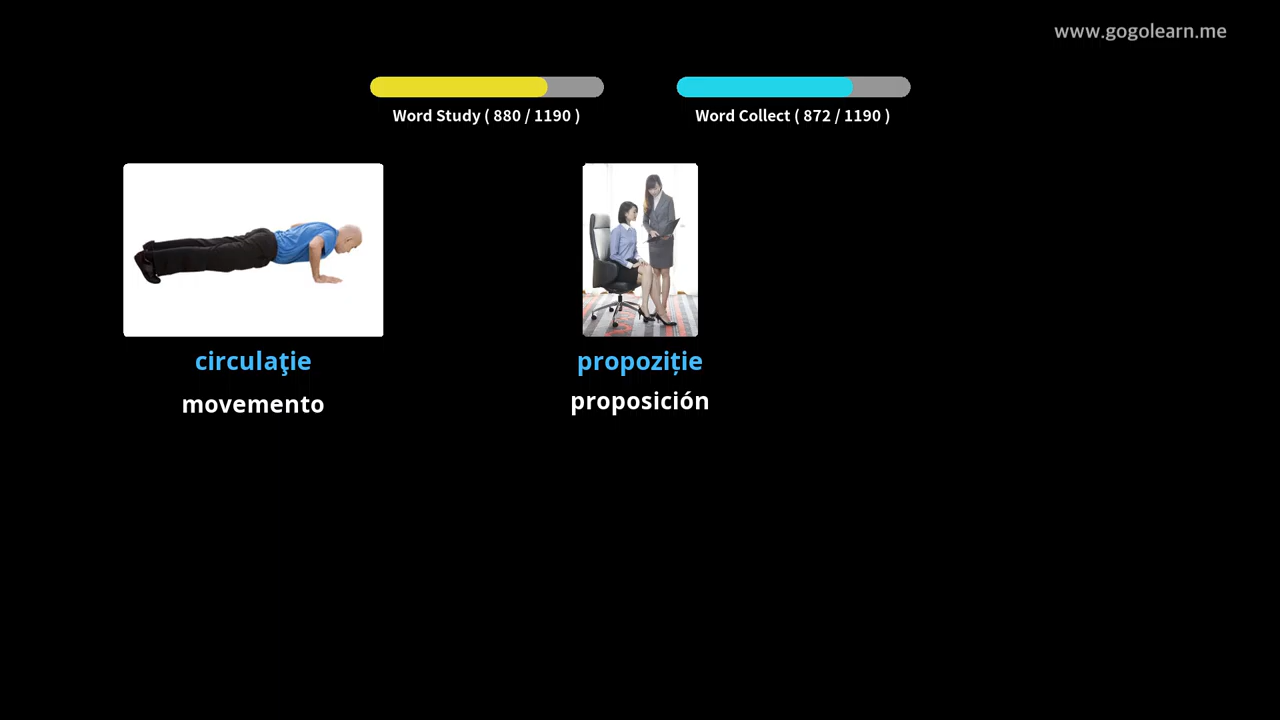 www.gogolearn.me
Word Study ( 880 / 1190 )
Word Collect ( 872 / 1190 )
circulaţie
propoziție
movemento
proposición